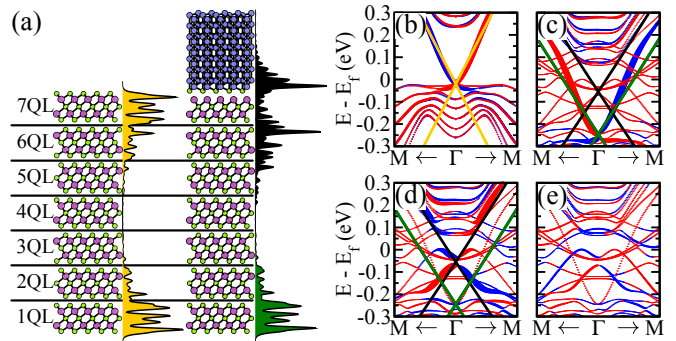 (a)
7QL
6QL
5QL
4QL
3QL
2QL
1QL
E - E_f (eV)
0.3
0.2
0.1
0
-0.1
-0.2
-0.3
(b)
M ← Γ → M
(c)
M ← Γ → M
E - E_f (eV)
0.3
0.2
0.1
0
-0.1
-0.2
-0.3
(d)
M ← Γ → M
(e)
M ← Γ → M